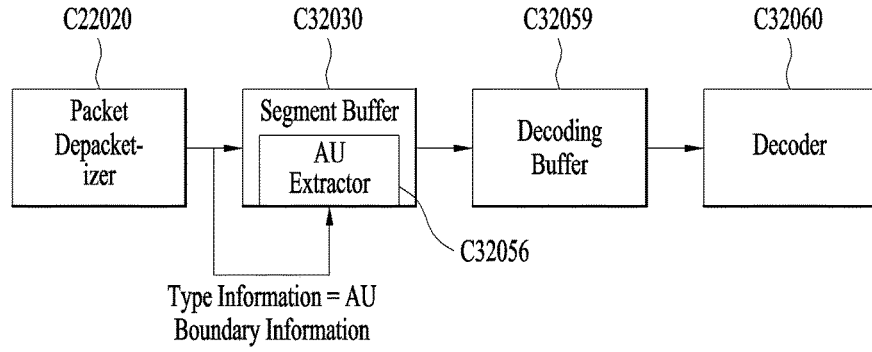 C22020
C32030
C32059
C32060
Packet
Depacket-
izer
Segment Buffer
AU
Extractor
Decoding
Buffer
Decoder
C32056
Type Information = AU
Boundary Information